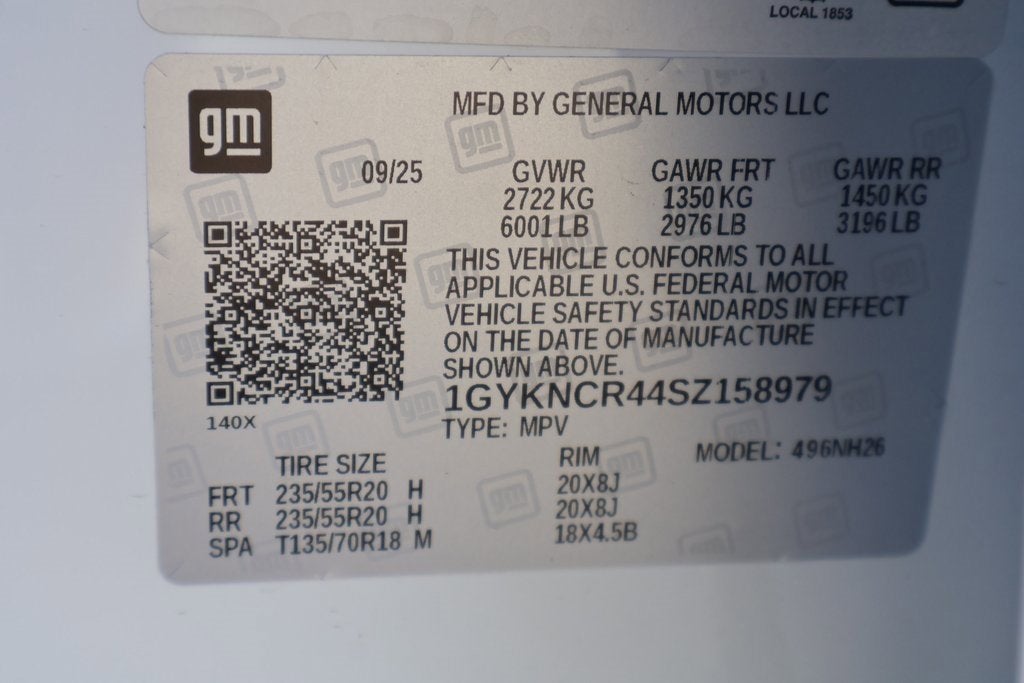 LOCAL 1853
gm
MFD BY GENERAL MOTORS LLC
09/25
GVWR GAWR FRT GAWR RR
2722 KG 1350 KG 1450 KG
6001 LB 2976 LB 3196 LB
THIS VEHICLE CONFORMS TO ALL
APPLICABLE U.S. FEDERAL MOTOR
VEHICLE SAFETY STANDARDS IN EFFECT
ON THE DATE OF MANUFACTURE
SHOWN ABOVE.
1GYKNCR44SZ158979
140X
TYPE: MPV
MODEL: 496NH26
TIRE SIZE RIM
FRT 235/55R20 H 20X8J
RR 235/55R20 H 20X8J
SPA T135/70R18 M 18X4.5B